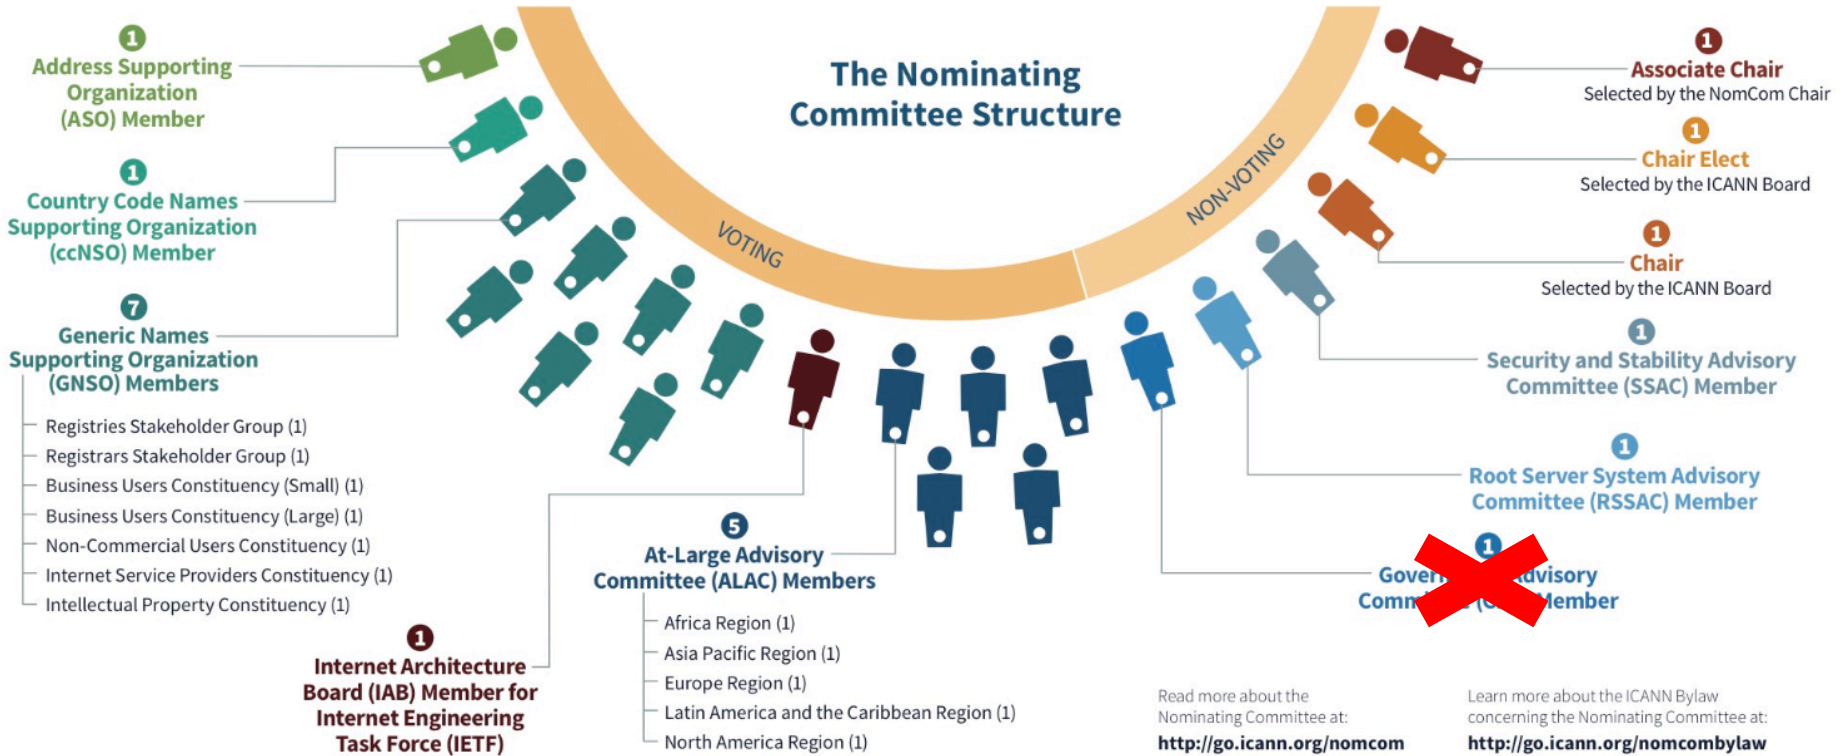 The Nominating
Committee Structure
VOTING
NON-VOTING
1
Address Supporting
Organization
(ASO) Member
1
Country Code Names
Supporting Organization
(ccNSO) Member
7
Generic Names
Supporting Organization
(GNSO) Members
Registries Stakeholder Group (1)
Registrars Stakeholder Group (1)
Business Users Constituency (Small) (1)
Business Users Constituency (Large) (1)
Non-Commercial Users Constituency (1)
Internet Service Providers Constituency (1)
Intellectual Property Constituency (1)
1
Internet Architecture
Board (IAB) Member for
Internet Engineering
Task Force (IETF)
5
At-Large Advisory
Committee (ALAC) Members
Africa Region (1)
Asia Pacific Region (1)
Europe Region (1)
Latin America and the Caribbean Region (1)
North America Region (1)
1
Associate Chair
Selected by the NomCom Chair
1
Chair Elect
Selected by the ICANN Board
1
Chair
Selected by the ICANN Board
1
Security and Stability Advisory
Committee (SSAC) Member
1
Root Server System Advisory
Committee (RSSAC) Member
1
Advisory
Member
Read more about the
Nominating Committee at:
http://go.icann.org/nomcom
Learn more about the ICANN Bylaw
concerning the Nominating Committee at:
http://go.icann.org/nomcombylaw